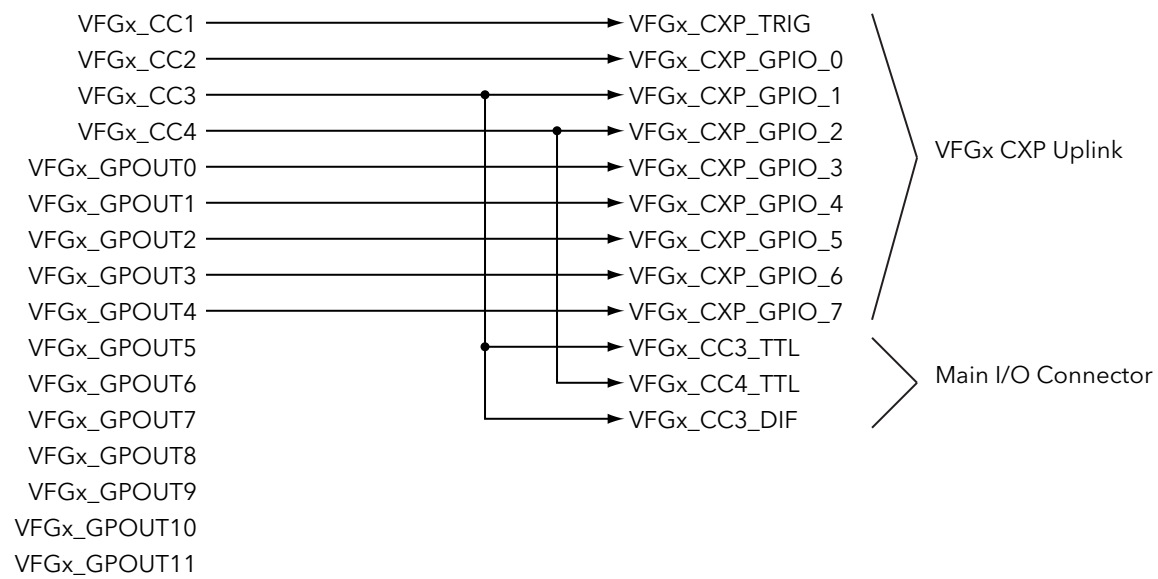 VFGx_CC1 VFGx_CXP_TRIG
VFGx_CC2 VFGx_CXP_GPIO_0
VFGx_CC3 VFGx_CXP_GPIO_1
VFGx_CC4 VFGx_CXP_GPIO_2
VFGx CXP Uplink
VFGx_GPOUT0 VFGx_CXP_GPIO_3
VFGx_GPOUT1 VFGx_CXP_GPIO_4
VFGx_GPOUT2 VFGx_CXP_GPIO_5
VFGx_GPOUT3 VFGx_CXP_GPIO_6
VFGx_GPOUT4 VFGx_CXP_GPIO_7
VFGx_GPOUT5 VFGx_CC3_TTL
Main I/O Connector
VFGx_GPOUT6 VFGx_CC4_TTL
VFGx_GPOUT7 VFGx_CC3_DIF
VFGx_GPOUT8
VFGx_GPOUT9
VFGx_GPOUT10
VFGx_GPOUT11